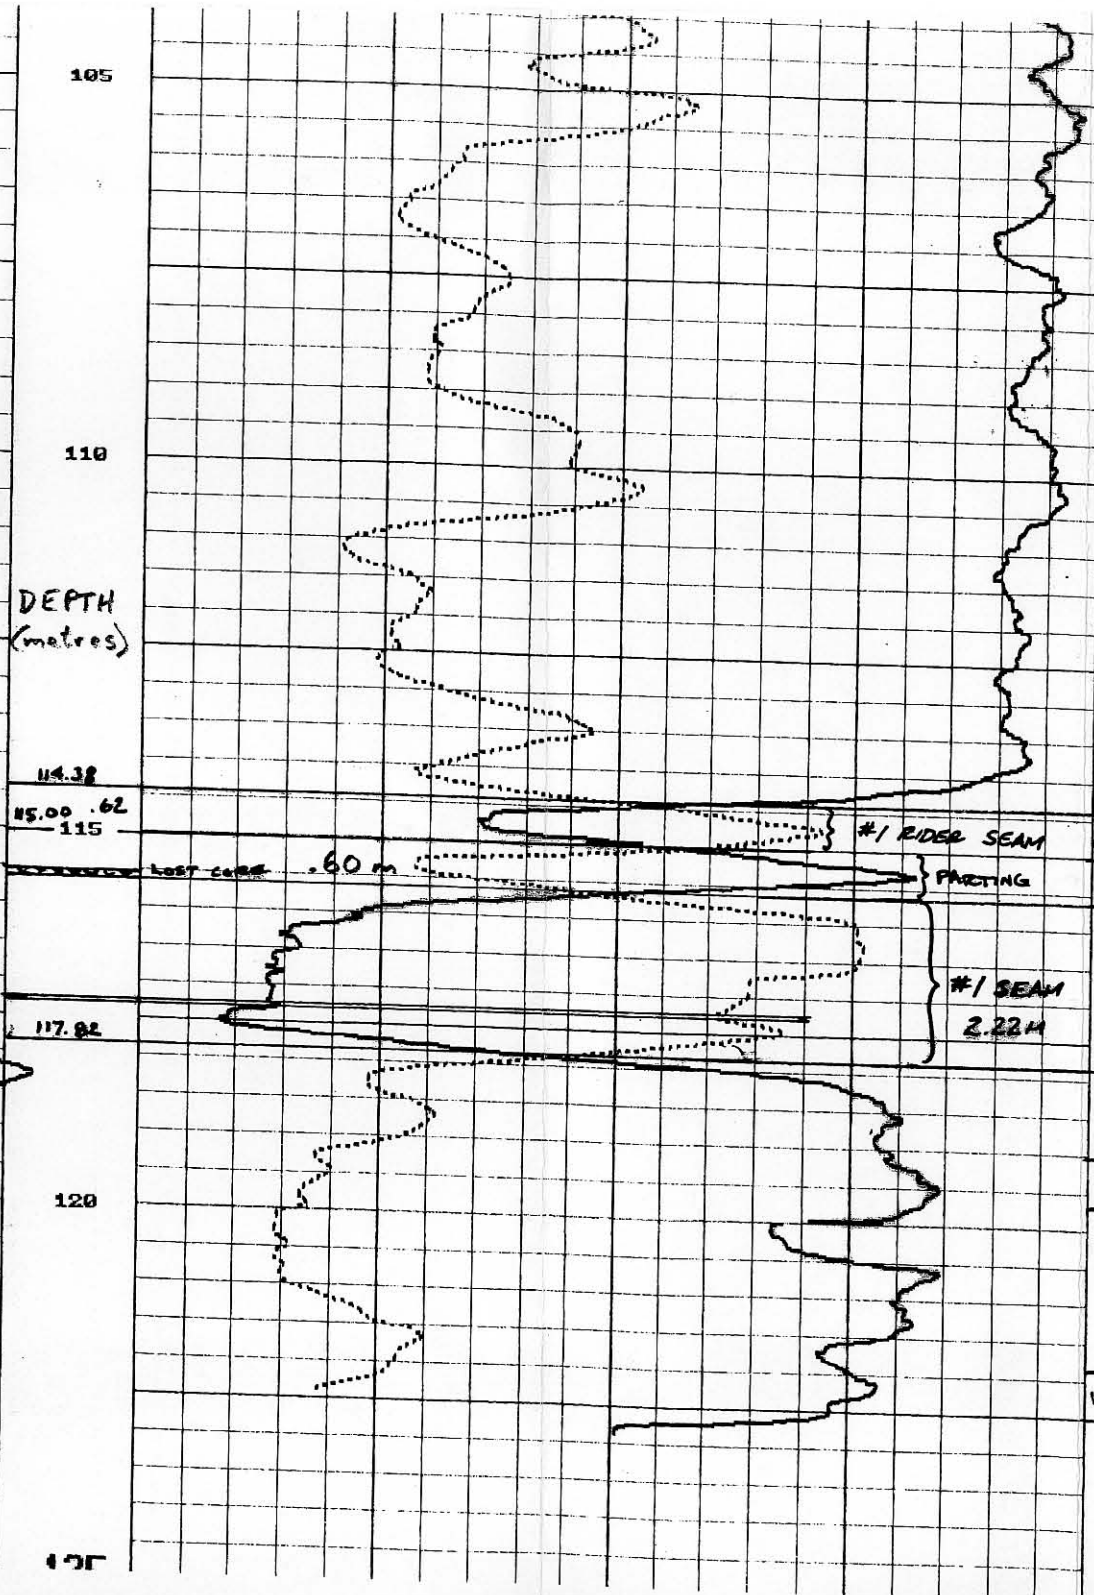 105
110
DEPTH
(metres)
114.38
115.00 .62
115
LOST CORE .60 m
#1 RIDER SEAM
PARTING
#1 SEAM
2.22M
117.82
120